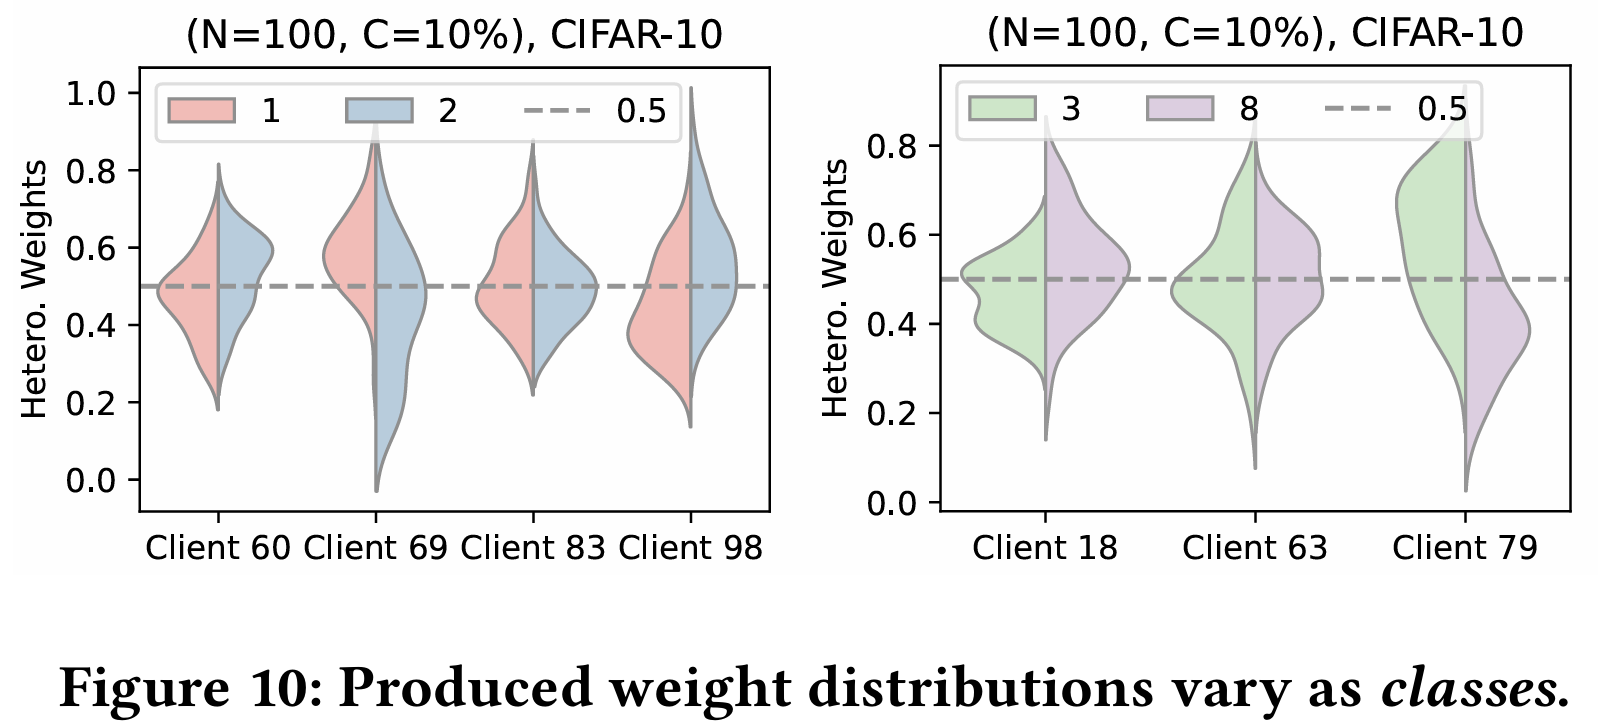 (N=100, C=10%), CIFAR-10
1 2 0.5
Hetero. Weights
1.0
0.8
0.6
0.4
0.2
0.0
Client 60 Client 69 Client 83 Client 98
(N=100, C=10%), CIFAR-10
3 8 0.5
Hetero. Weights
0.8
0.6
0.4
0.2
0.0
Client 18 Client 63 Client 79
Figure 10: Produced weight distributions vary as classes.